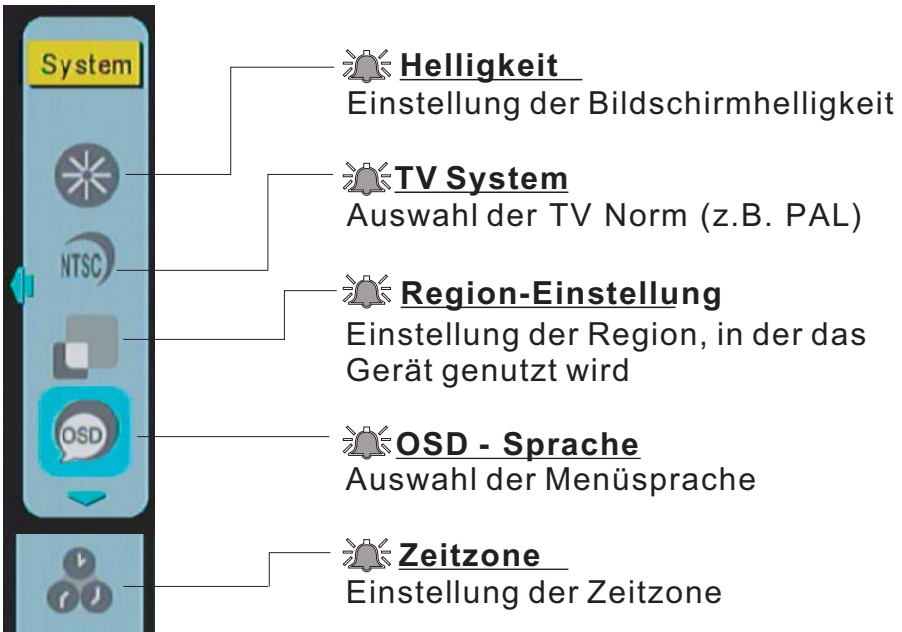 System
Helligkeit
Einstellung der Bildschirmhelligkeit
TV System
Auswahl der TV Norm (z.B. PAL)
NTSC
Region-Einstellung
Einstellung der Region, in der das
Gerät genutzt wird
OSD
OSD - Sprache
Auswahl der Menüsprache
Zeitzone
Einstellung der Zeitzone